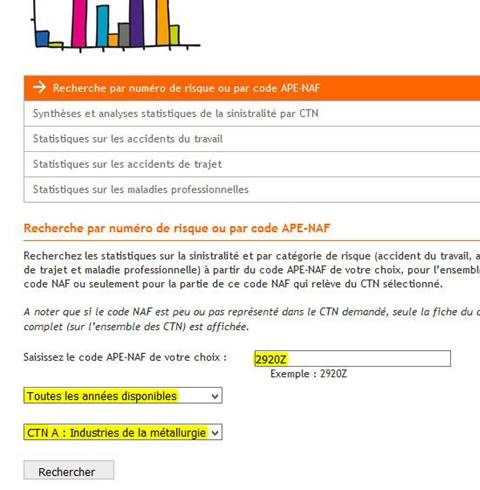 Recherche par numéro de risque ou par code APE-NAF
Synthèses et analyses statistiques de la sinistralité par CTN
Statistiques sur les accidents du travail
Statistiques sur les accidents de trajet
Statistiques sur les maladies professionnelles
Recherche par numéro de risque ou par code APE-NAF
Recherchez les statistiques sur la sinistralité et par catégorie de risque (accident du travail, a
de trajet et maladie professionnelle) à partir du code APE-NAF de votre choix, pour l'ensembl
code NAF ou seulement pour la partie de ce code NAF qui relève du CTN sélectionné.
A noter que si le code NAF est peu ou pas représenté dans le CTN demandé, seule la fiche du c
complet (sur l'ensemble des CTN) est affichée.
Saisissez le code APE-NAF de votre choix : 2920Z
Exemple : 2920Z
Toutes les années disponibles
CTN A : Industries de la métallurgie
Rechercher